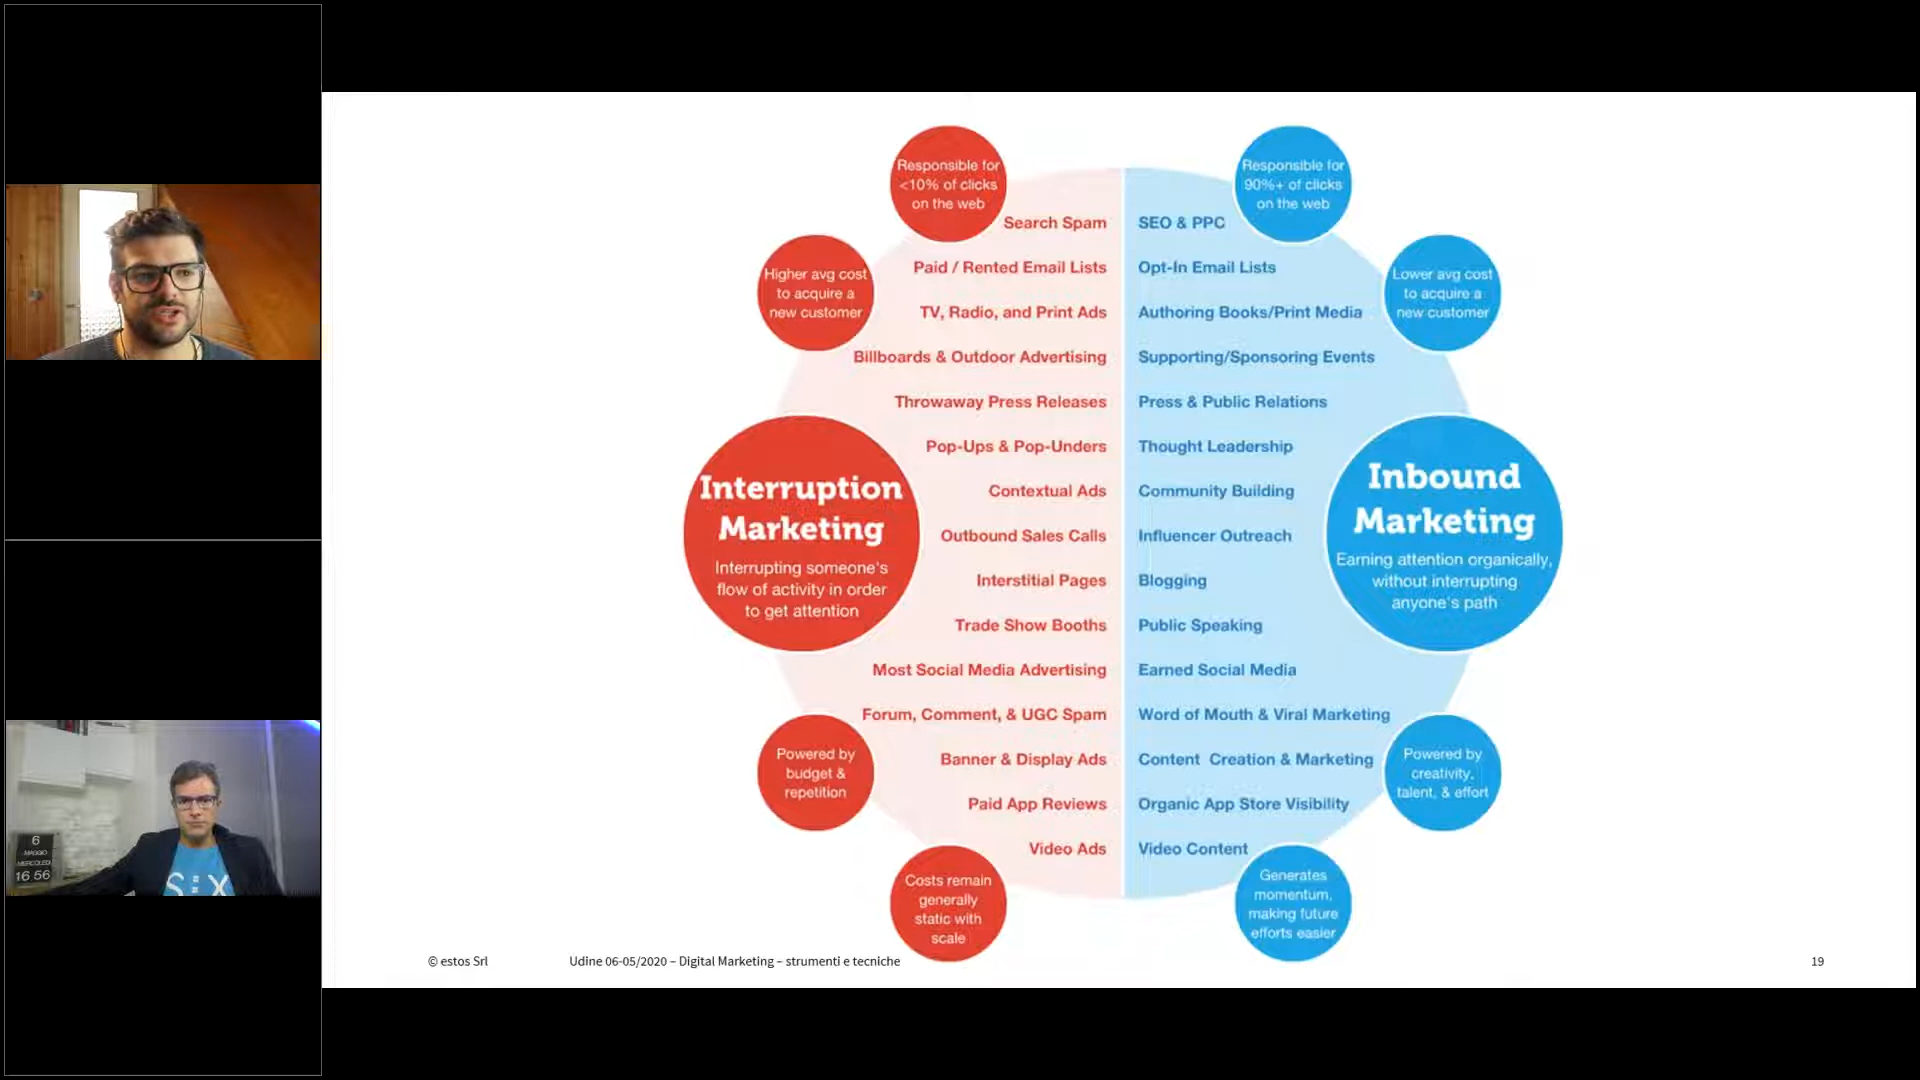 Responsible for
<10% of clicks
on the web
Responsible for
90%+ of clicks
on the web
Search Spam
SEO & PPC
Higher avg cost
to acquire a
new customer
Paid / Rented Email Lists
Opt-In Email Lists
Lower avg cost
to acquire a
new customer
TV, Radio, and Print Ads
Authoring Books/Print Media
Billboards & Outdoor Advertising
Supporting/Sponsoring Events
Throwaway Press Releases
Press & Public Relations
Pop-Ups & Pop-Unders
Thought Leadership
Interruption
Marketing
Interrupting someone's
flow of activity in order
to get attention
Contextual Ads
Community Building
Inbound
Marketing
Earning attention organically,
without interrupting
anyone's path
Outbound Sales Calls
Influencer Outreach
Interstitial Pages
Blogging
Trade Show Booths
Public Speaking
Most Social Media Advertising
Earned Social Media
Forum, Comment, & UGC Spam
Word of Mouth & Viral Marketing
Powered by
budget &
repetition
Banner & Display Ads
Content Creation & Marketing
Powered by
creativity,
talent, & effort
Paid App Reviews
Organic App Store Visibility
Video Ads
Video Content
Costs remain
generally
static with
scale
Generates
momentum,
making future
efforts easier
6
MAGGIO
MERCOLEDÌ
16 56
© estos Srl
Udine 06-05/2020 – Digital Marketing – strumenti e tecniche
19